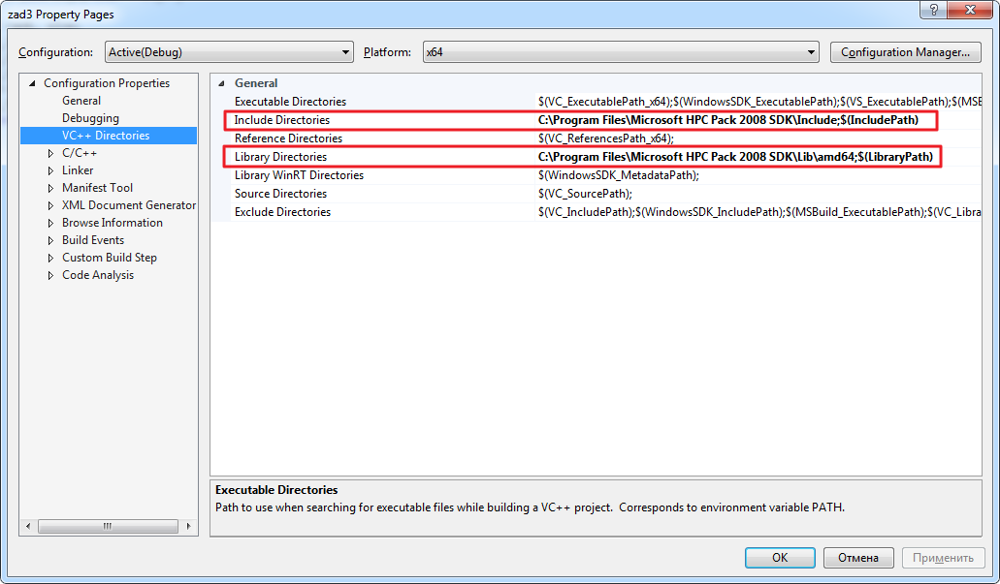 zad3 Property Pages
Configuration: Active(Debug) Platform: x64 Configuration Manager...
Configuration Properties
General
Debugging
VC++ Directories
C/C++
Linker
Manifest Tool
XML Document Generator
Browse Information
Build Events
Custom Build Step
Code Analysis
General
Executable Directories $(VC_ExecutablePath_x64);$(WindowsSDK_ExecutablePath);$(VS_ExecutablePath);$(MSE
Include Directories C:\Program Files\Microsoft HPC Pack 2008 SDK\Include;$(IncludePath)
Reference Directories $(VC_ReferencesPath_x64);
Library Directories C:\Program Files\Microsoft HPC Pack 2008 SDK\Lib\amd64;$(LibraryPath)
Library WinRT Directories $(WindowsSDK_MetadataPath);
Source Directories $(VC_SourcePath);
Exclude Directories $(VC_IncludePath);$(WindowsSDK_IncludePath);$(MSBuild_ExecutablePath);$(VC_Libra
Executable Directories
Path to use when searching for executable files while building a VC++ project. Corresponds to environment variable PATH.
OK Отмена Применить